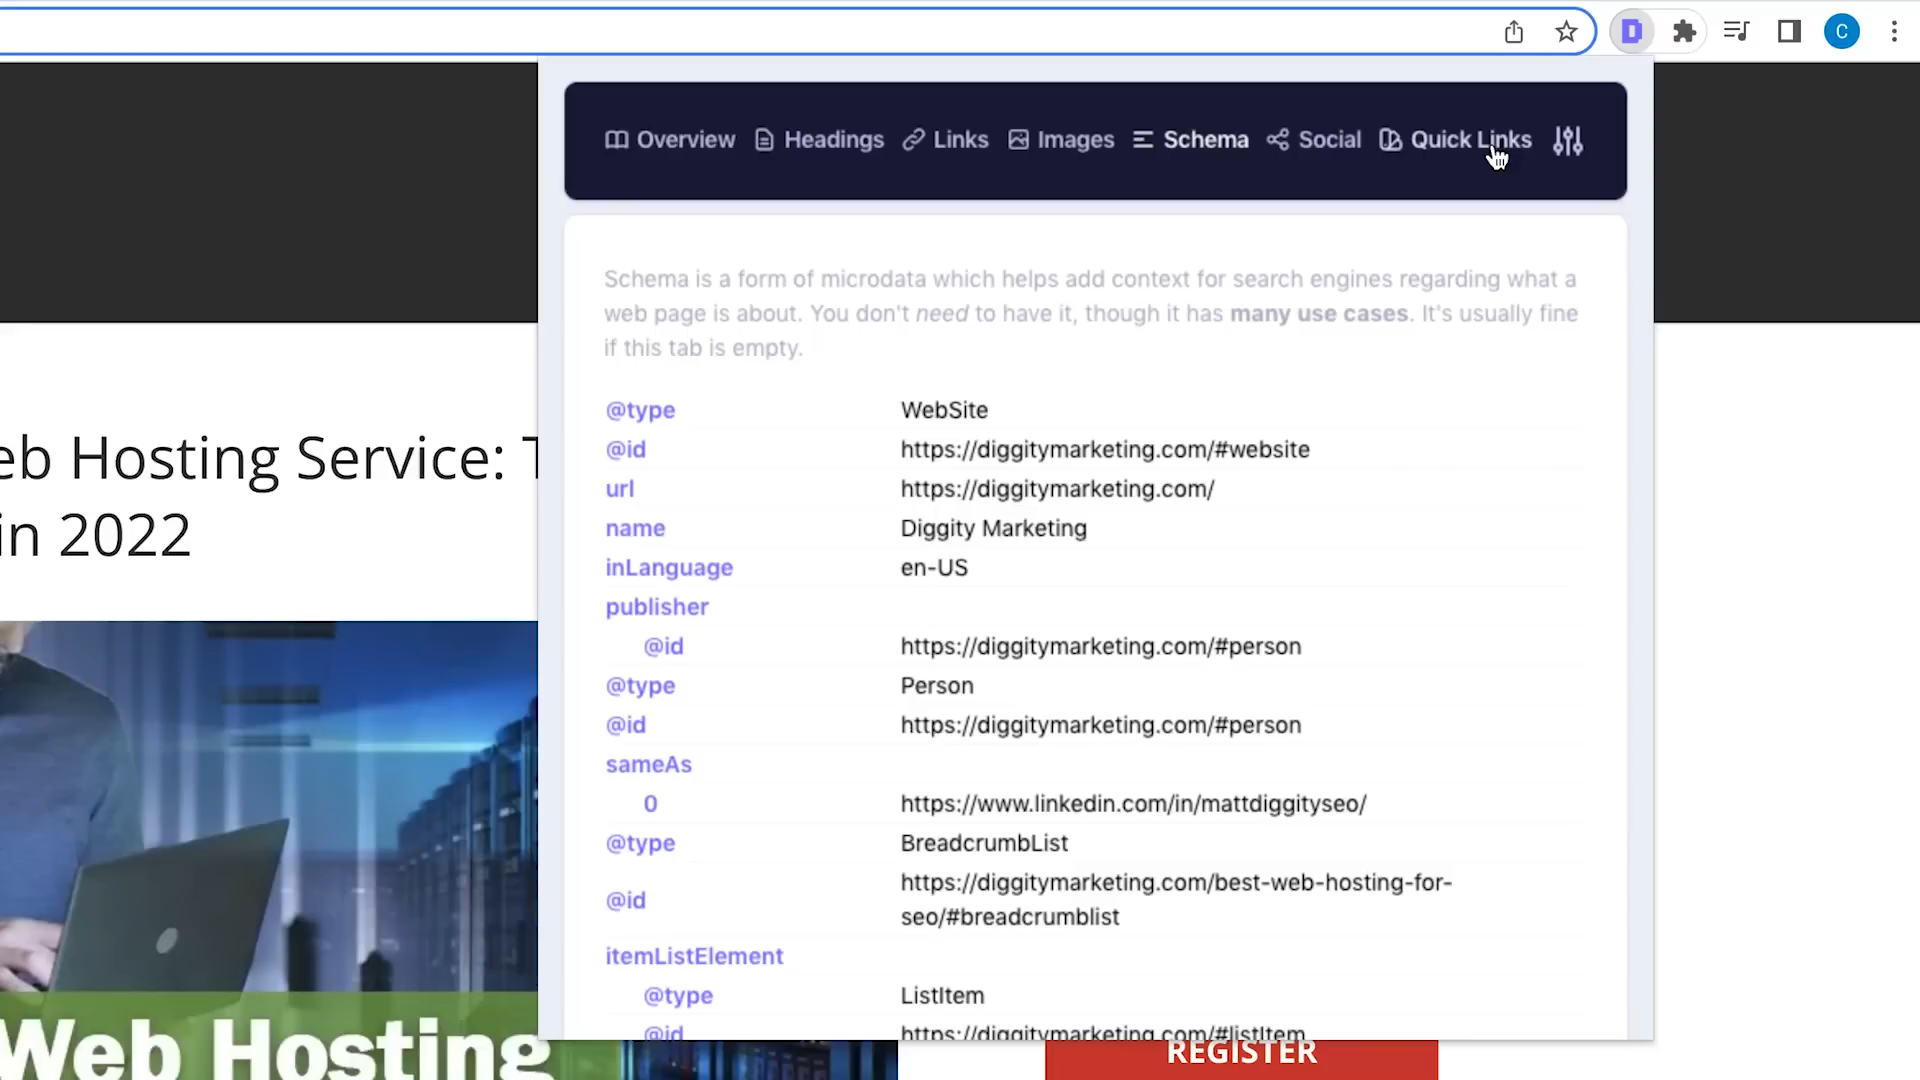 C
Overview Headings Links Images Schema Social Quick Links
Schema is a form of microdata which helps add context for search engines regarding what a
web page is about. You don't need to have it, though it has many use cases. It's usually fine
if this tab is empty.
@type WebSite
@id https://diggitymarketing.com/#website
url https://diggitymarketing.com/
name Diggity Marketing
inLanguage en-US
publisher
@id https://diggitymarketing.com/#person
@type Person
@id https://diggitymarketing.com/#person
sameAs
0 https://www.linkedin.com/in/mattdiggityseo/
@type BreadcrumbList
@id https://diggitymarketing.com/best-web-hosting-for-
seo/#breadcrumblist
itemListElement
@type ListItem
@id https://diggitymarketing.com/#listItem
eb Hosting Service: T
in 2022
Web Hosting
REGISTER